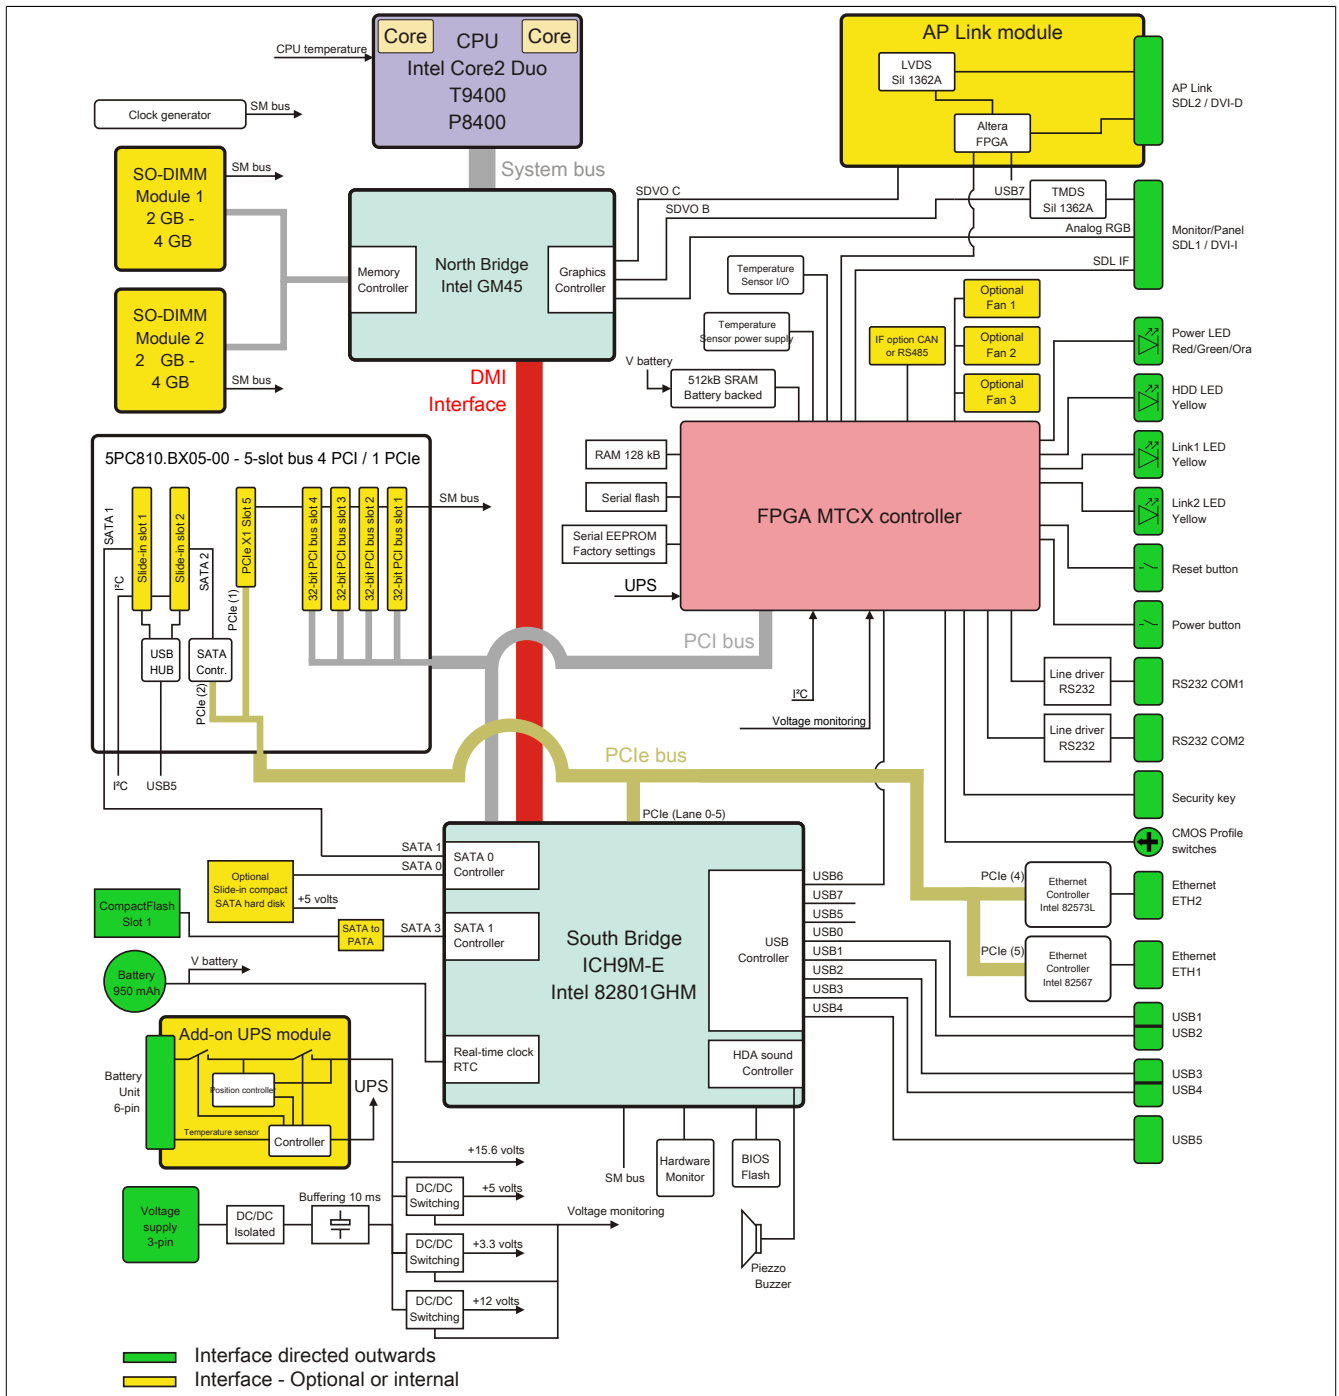 Core
CPU
Core
Intel Core2 Duo
T9400
P8400
CPU temperature
Clock generator
SM bus
SO-DIMM
Module 1
2 GB -
4 GB
SM bus
SO-DIMM
Module 2
2 GB -
4 GB
SM bus
System bus
Memory
Controller
North Bridge
Intel GM45
Graphics
Controller
SDVO C
SDVO B
Analog RGB
SDL IF
USB7
AP Link module
LVDS
Sil 1362A
Altera
FPGA
AP Link
SDL2 / DVI-D
TMDS
Sil 1362A
Monitor/Panel
SDL1 / DVI-I
Temperature
Sensor I/O
Temperature
Sensor power supply
V battery
512kB SRAM
Battery backed
IF option CAN
or RS485
Optional
Fan 1
Optional
Fan 2
Optional
Fan 3
Power LED
Red/Green/Ora
HDD LED
Yellow
Link1 LED
Yellow
Link2 LED
Yellow
Reset button
Power button
DMI
Interface
RAM 128 kB
Serial flash
Serial EEPROM
Factory settings
UPS
FPGA MTCX controller
5PC810.BX05-00 - 5-slot bus 4 PCI / 1 PCIe
SATA 1
Slide-in slot 1
Slide-in slot 2
SATA 2
PCIe X1 Slot 5
32-bit PCI bus slot 4
32-bit PCI bus slot 3
32-bit PCI bus slot 2
32-bit PCI bus slot 1
SM bus
I²C
PCIe (1)
USB
HUB
SATA
Contr.
PCIe (2)
I²C
USB5
PCI bus
I²C
Voltage monitoring
Line driver
RS232
RS232 COM1
Line driver
RS232
RS232 COM2
Security key
CMOS Profile
switches
PCIe bus
PCIe (Lane 0-5)
PCIe (4)
Ethernet
Controller
Intel 82573L
Ethernet
ETH2
PCIe (5)
Ethernet
Controller
Intel 82567
Ethernet
ETH1
SATA 1
SATA 0
SATA 0
Controller
SATA 3
SATA 1
Controller
Optional
Slide-in compact
SATA hard disk
+5 volts
CompactFlash
Slot 1
SATA to
PATA
Battery
950 mAh
V battery
South Bridge
ICH9M-E
Intel 82801GHM
USB
Controller
USB6
USB7
USB5
USB0
USB1
USB2
USB3
USB4
USB1
USB2
USB3
USB4
USB5
Real-time clock
RTC
HDA sound
Controller
Add-on UPS module
Battery
Unit
6-pin
Position controller
Temperature sensor
Controller
UPS
SM bus
Hardware
Monitor
BIOS
Flash
Piezzo
Buzzer
Voltage
supply
3-pin
DC/DC
Isolated
Buffering 10 ms
+15.6 volts
DC/DC
Switching
+5 volts
Voltage monitoring
DC/DC
Switching
+3.3 volts
DC/DC
Switching
+12 volts
Interface directed outwards
Interface - Optional or internal